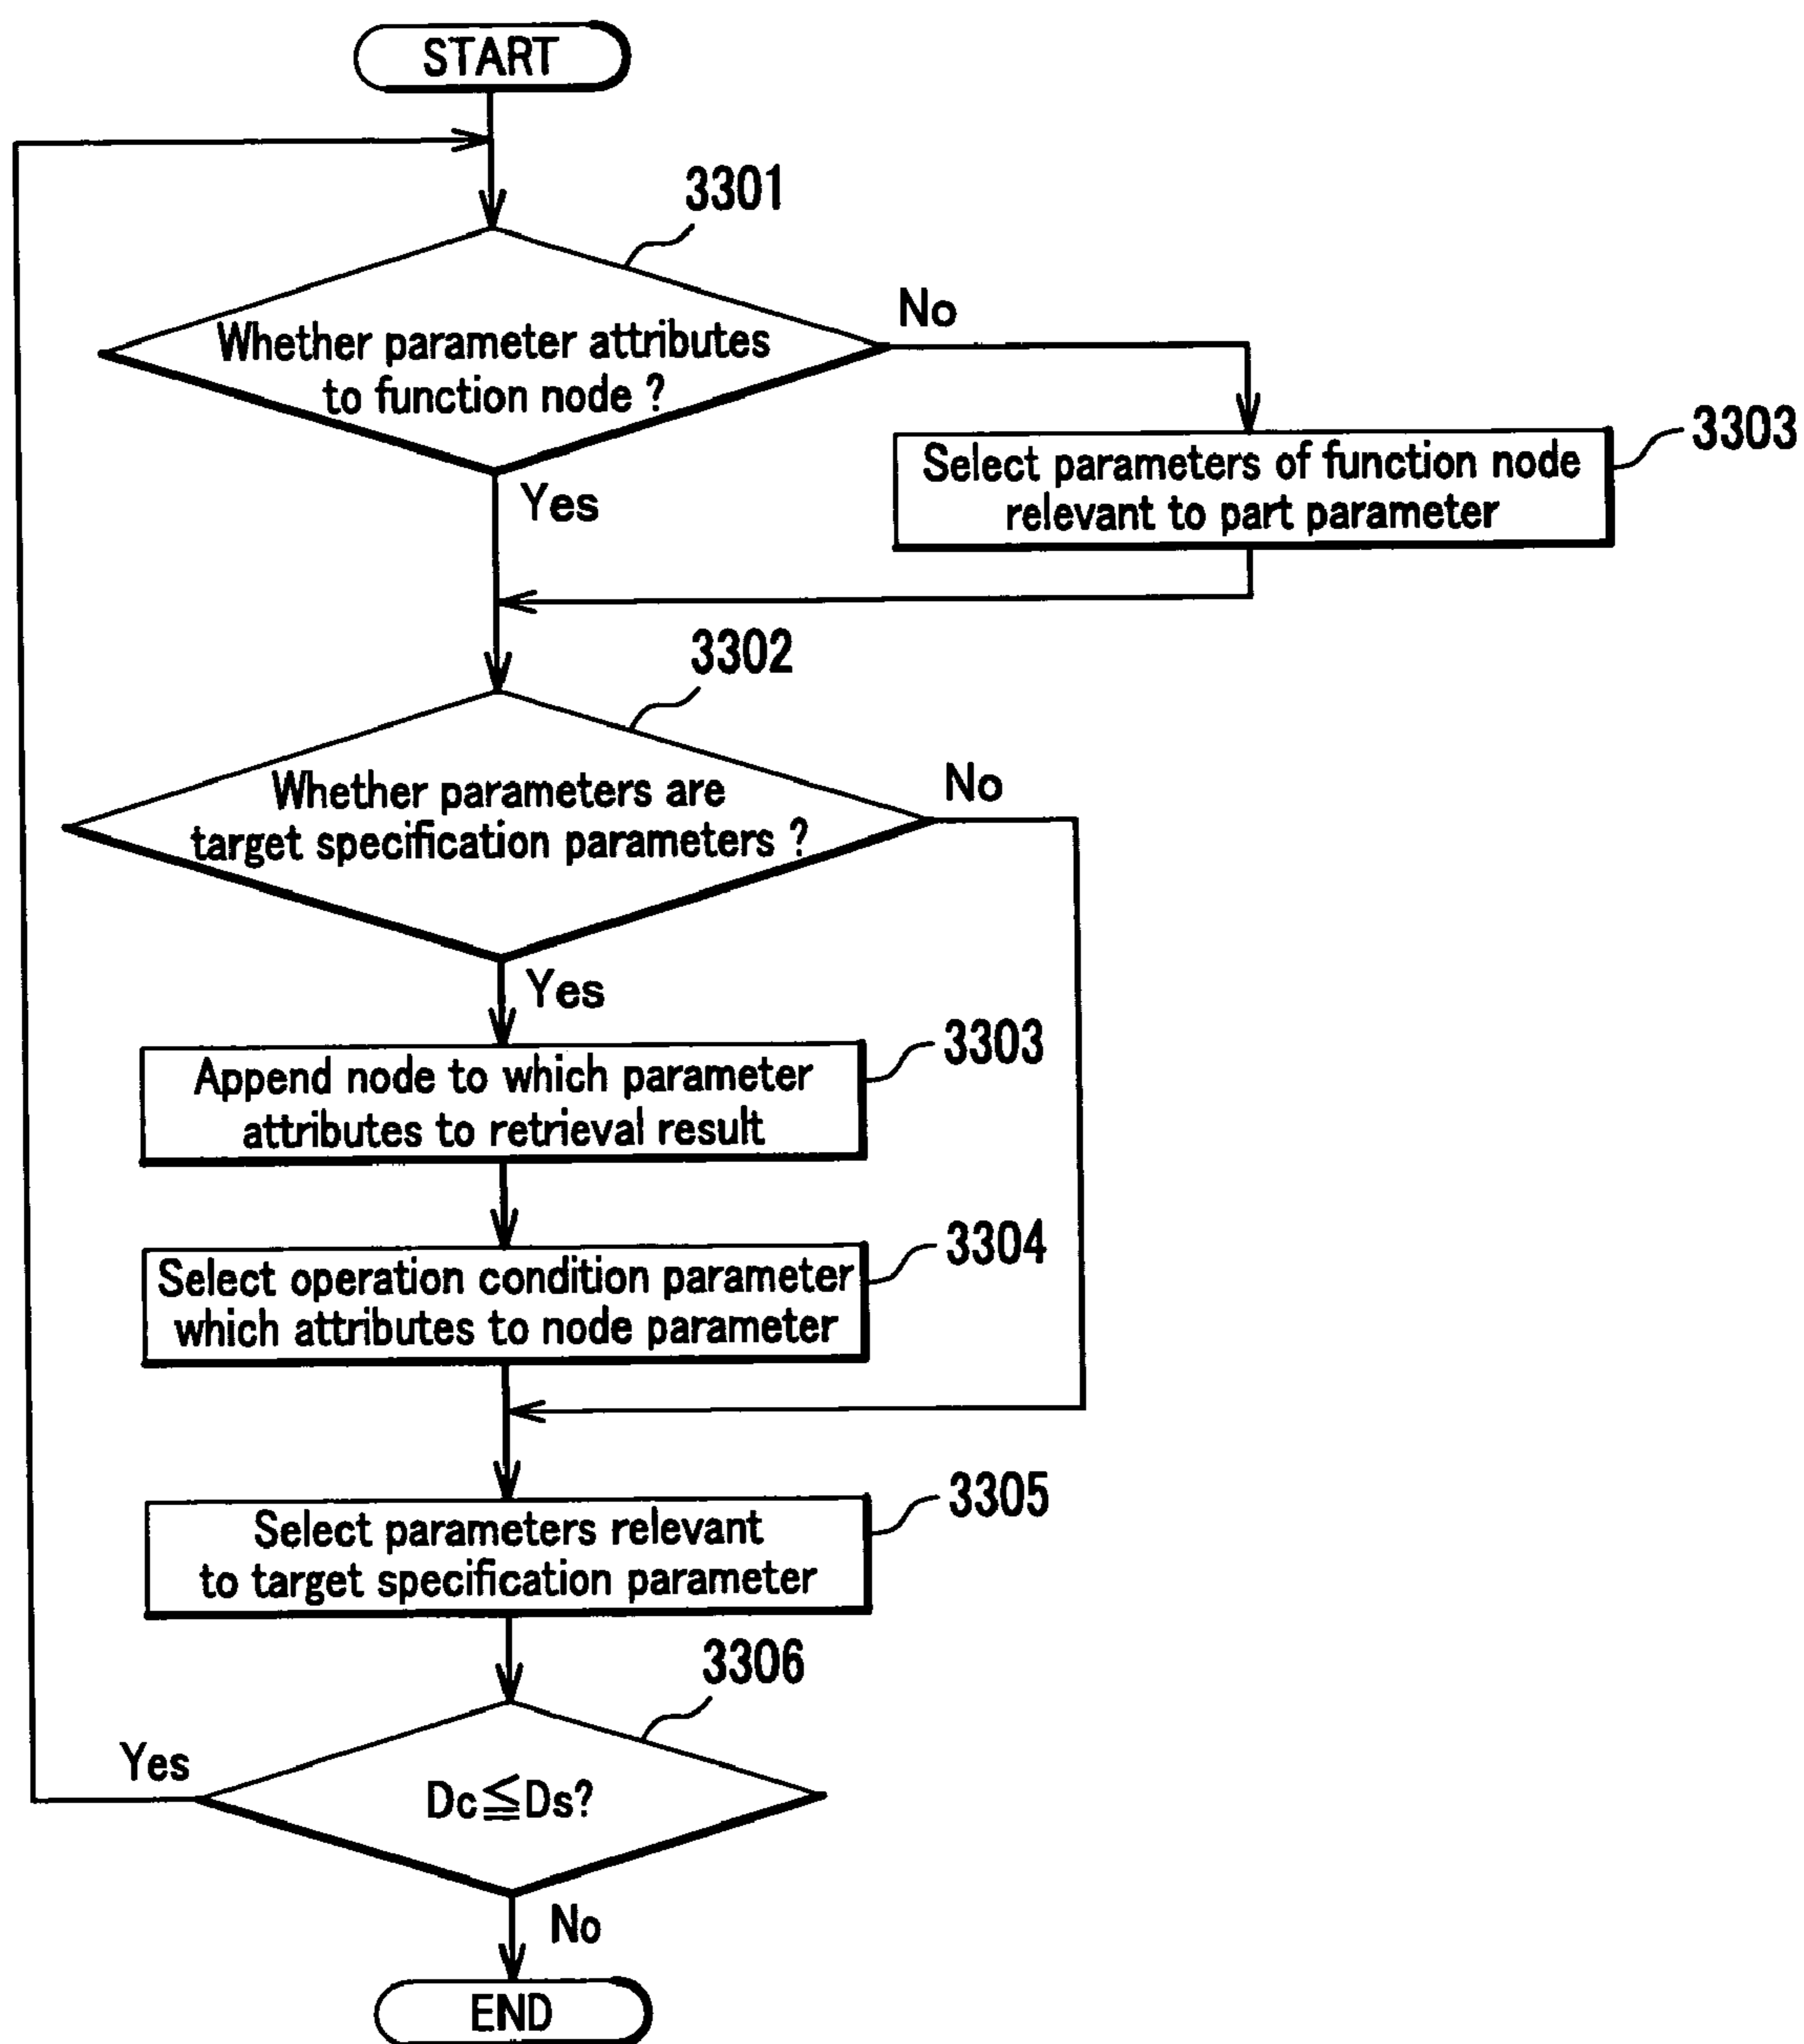 START
3301
Whether parameter attributes
to function node ?
No
Yes
3303
Select parameters of function node
relevant to part parameter
3302
Whether parameters are
target specification parameters ?
No
Yes
3303
Append node to which parameter
attributes to retrieval result
3304
Select operation condition parameter
which attributes to node parameter
3305
Select parameters relevant
to target specification parameter
3306
Yes
Dc≦Ds?
No
END